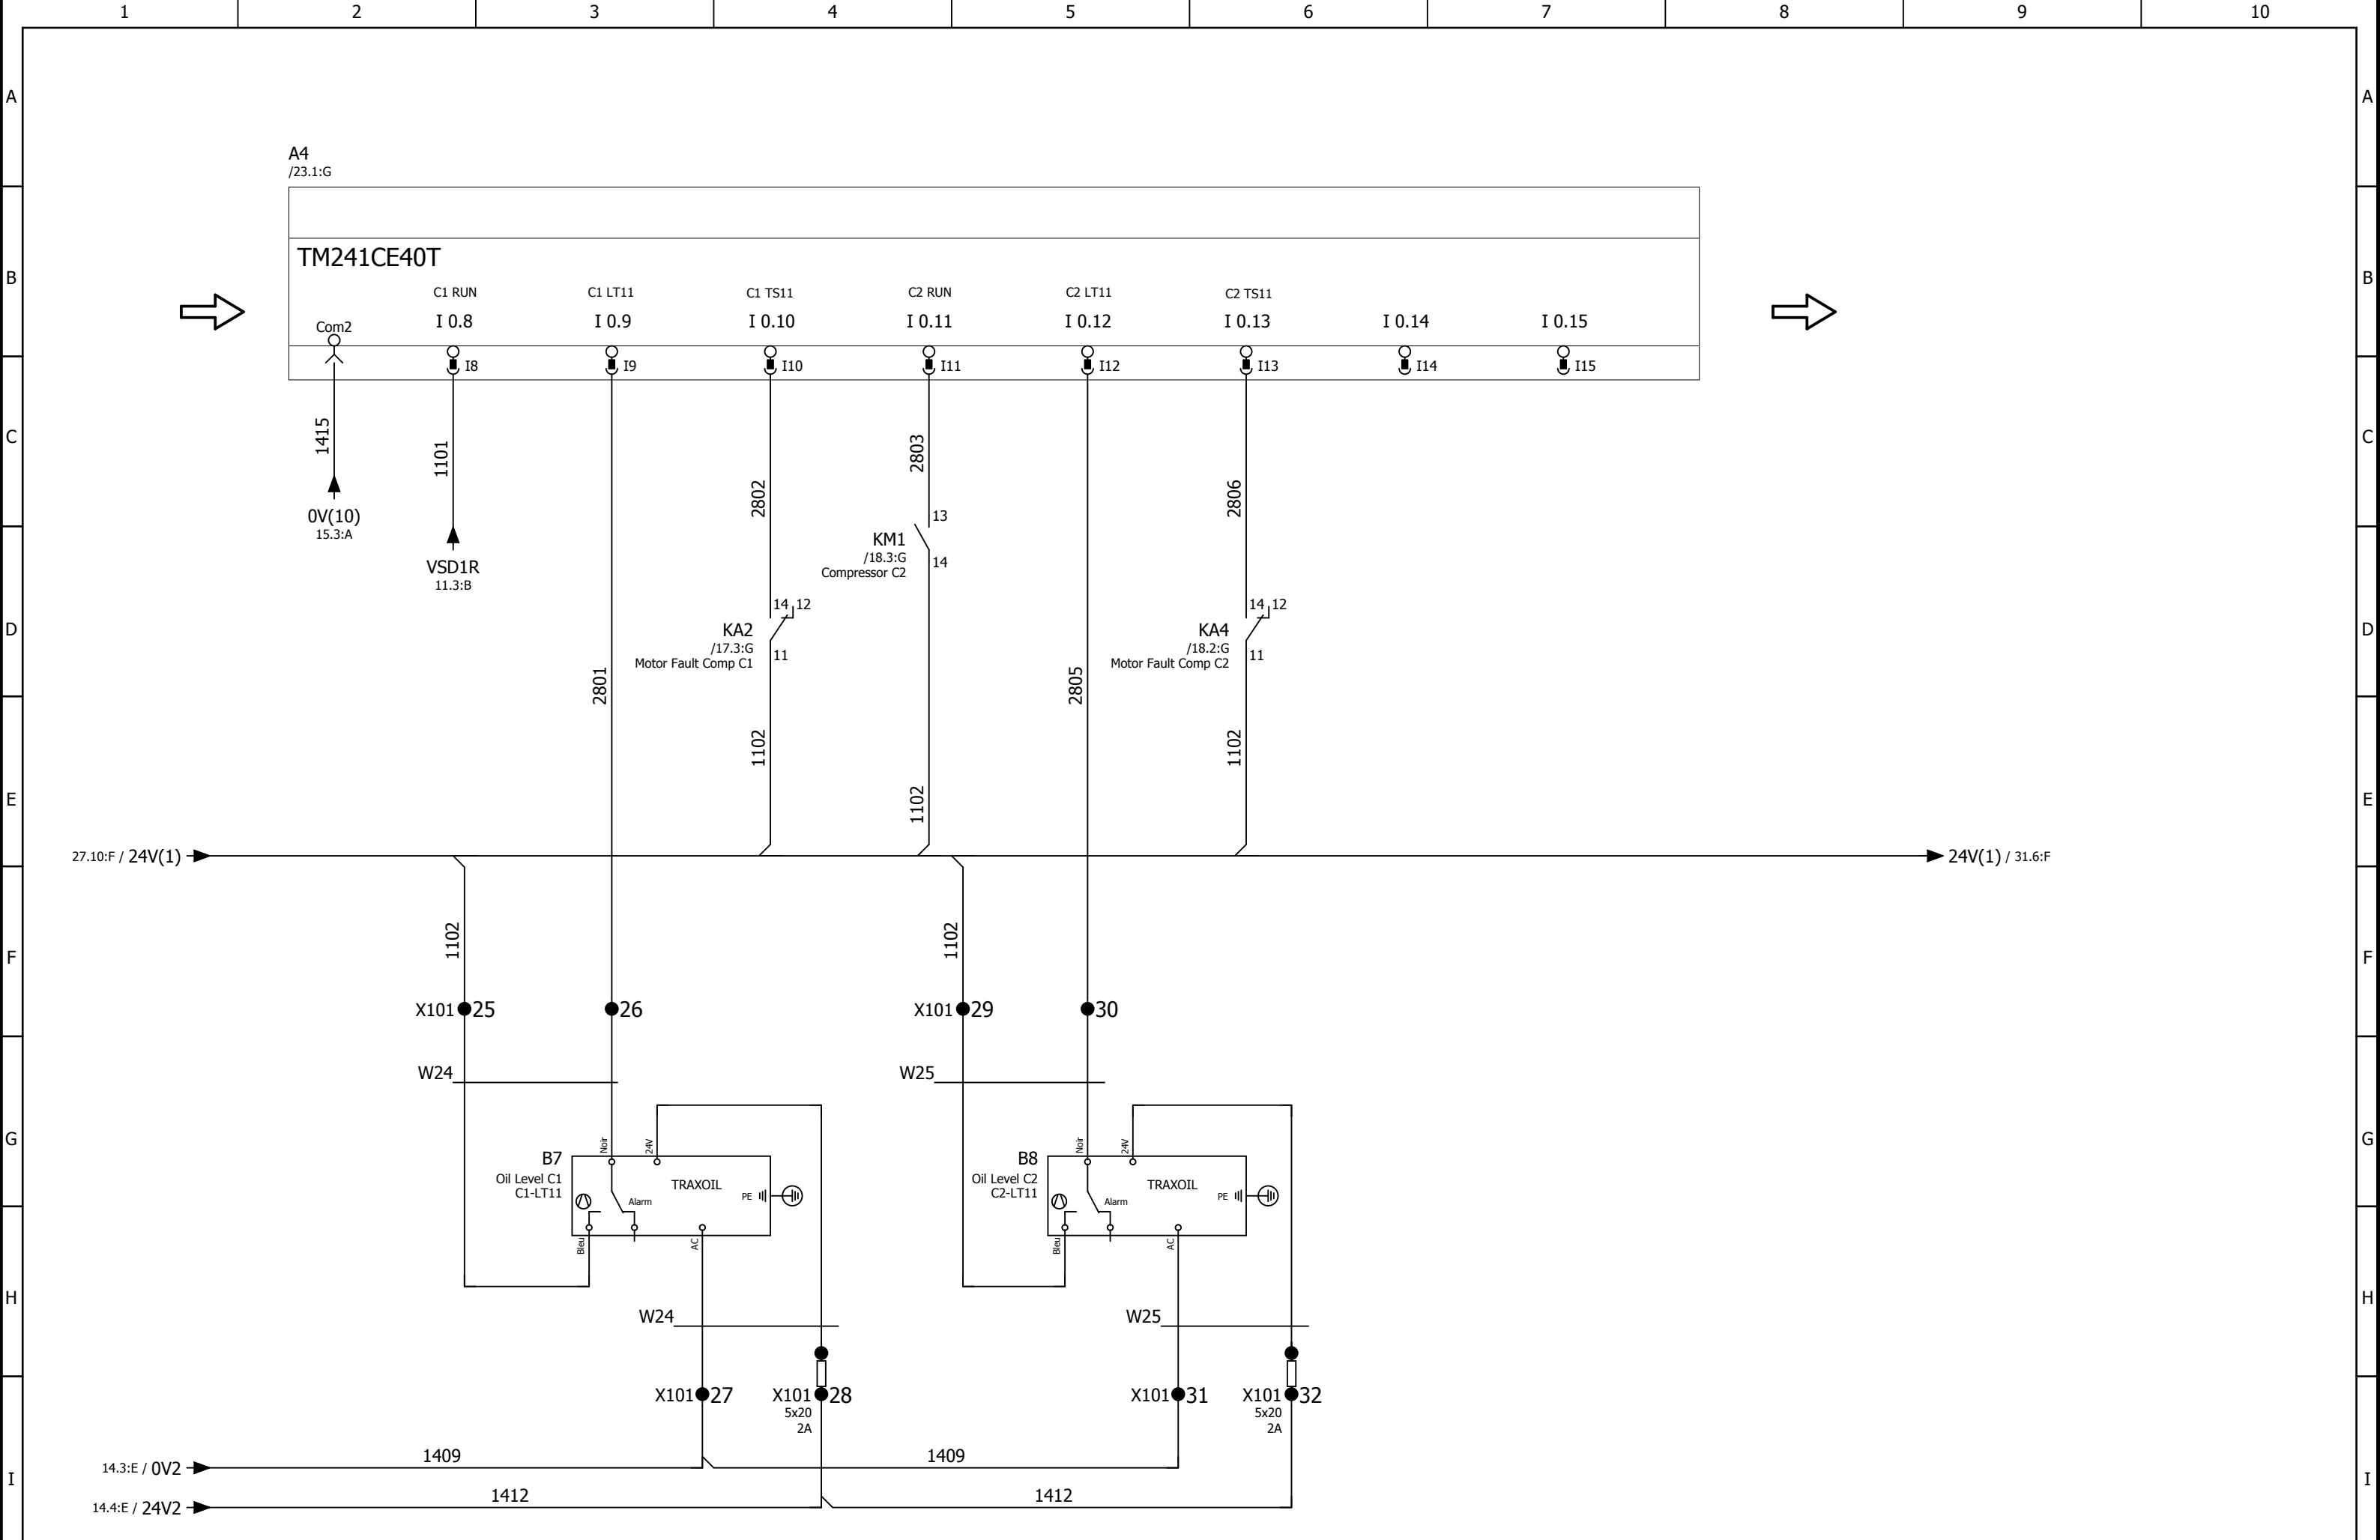 1 2 3 4 5 6 7 8 9 10
A A
A4
/23.1:G
TM241CE40T
B B
C1 RUN C1 LT11 C1 TS11 C2 RUN C2 LT11 C2 TS11
Com2 I 0.8 I 0.9 I 0.10 I 0.11 I 0.12 I 0.13 I 0.14 I 0.15
I8 I9 I10 I11 I12 I13 I14 I15
C C
1415 1101 2802 2803 2806
0V(10)
15.3:A
VSD1R
11.3:B
13
KM1
/18.3:G
14
Compressor C2
D D
14 12
KA2
/17.3:G
11
Motor Fault Comp C1
14 12
KA4
/18.2:G
11
Motor Fault Comp C2
2801 2805
1102 1102 1102
E E
27.10:F / 24V(1) 24V(1) / 31.6:F
1102 1102
F F
X101 25 26 X101 29 30
W24 W25
G G
Noir 24V Noir 24V
B7
Oil Level C1
C1-LT11
TRAXOIL
Alarm
PE
Bleu AC
B8
Oil Level C2
C2-LT11
TRAXOIL
Alarm
PE
Bleu AC
H H
W24 W25
X101 27 X101 28 X101 31 X101 32
5x20 5x20
2A 2A
1409 1409
14.3:E / 0V2
I I
1412 1412
14.4:E / 24V2